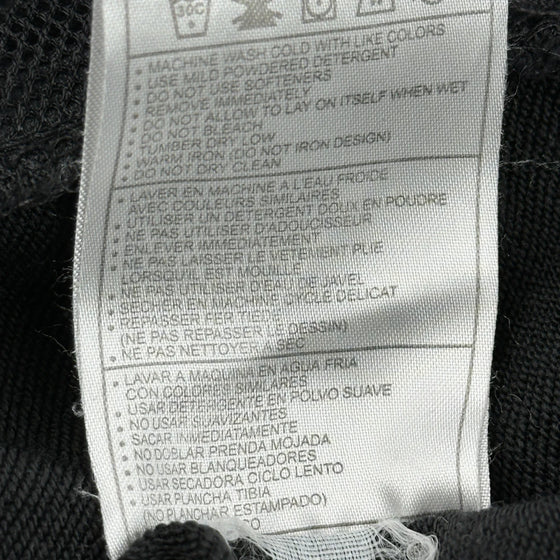 36C
• MACHINE WASH COLD WITH LIKE COLORS
• USE MILD POWDERED DETERGENT
• DO NOT USE SOFTENERS
• REMOVE IMMEDIATELY
• DO NOT ALLOW TO LAY ON ITSELF WHEN WET
• DO NOT BLEACH
• TUMBER DRY LOW
• WARM IRON (DO NOT IRON DESIGN)
• DO NOT DRY CLEAN
• LAVER EN MACHINE A L'EAU FROIDE
AVEC COULEURS SIMILAIRES
• UTILISER UN DETERGENT DOUX EN POUDRE
• NE PAS UTILISER D'ADOUCISSEUR
• ENLEVER IMMEDIATEMENT
• NE PAS LAISSER LE VETEMENT PLIE
LORSQU'IL EST MOUILLE
• NE PAS UTILISER D'EAU DE JAVEL
• SECHER EN MACHINE CYCLE DELICAT
• REPASSER FER TIEDE
(NE PAS REPASSER LE DESSIN)
• NE PAS NETTOYER A SEC
• LAVAR A MAQUINA EN AGUA FRIA
CON COLORES SIMILARES
• USAR DETERGENTE EN POLVO SUAVE
• NO USAR SUAVIZANTES
• SACAR INMEDIATAMENTE
• NO DOBLAR PRENDA MOJADA
• NO USAR BLANQUEADORES
• USAR SECADORA CICLO LENTO
• USAR PLANCHA TIBIA
(NO PLANCHAR ESTAMPADO)